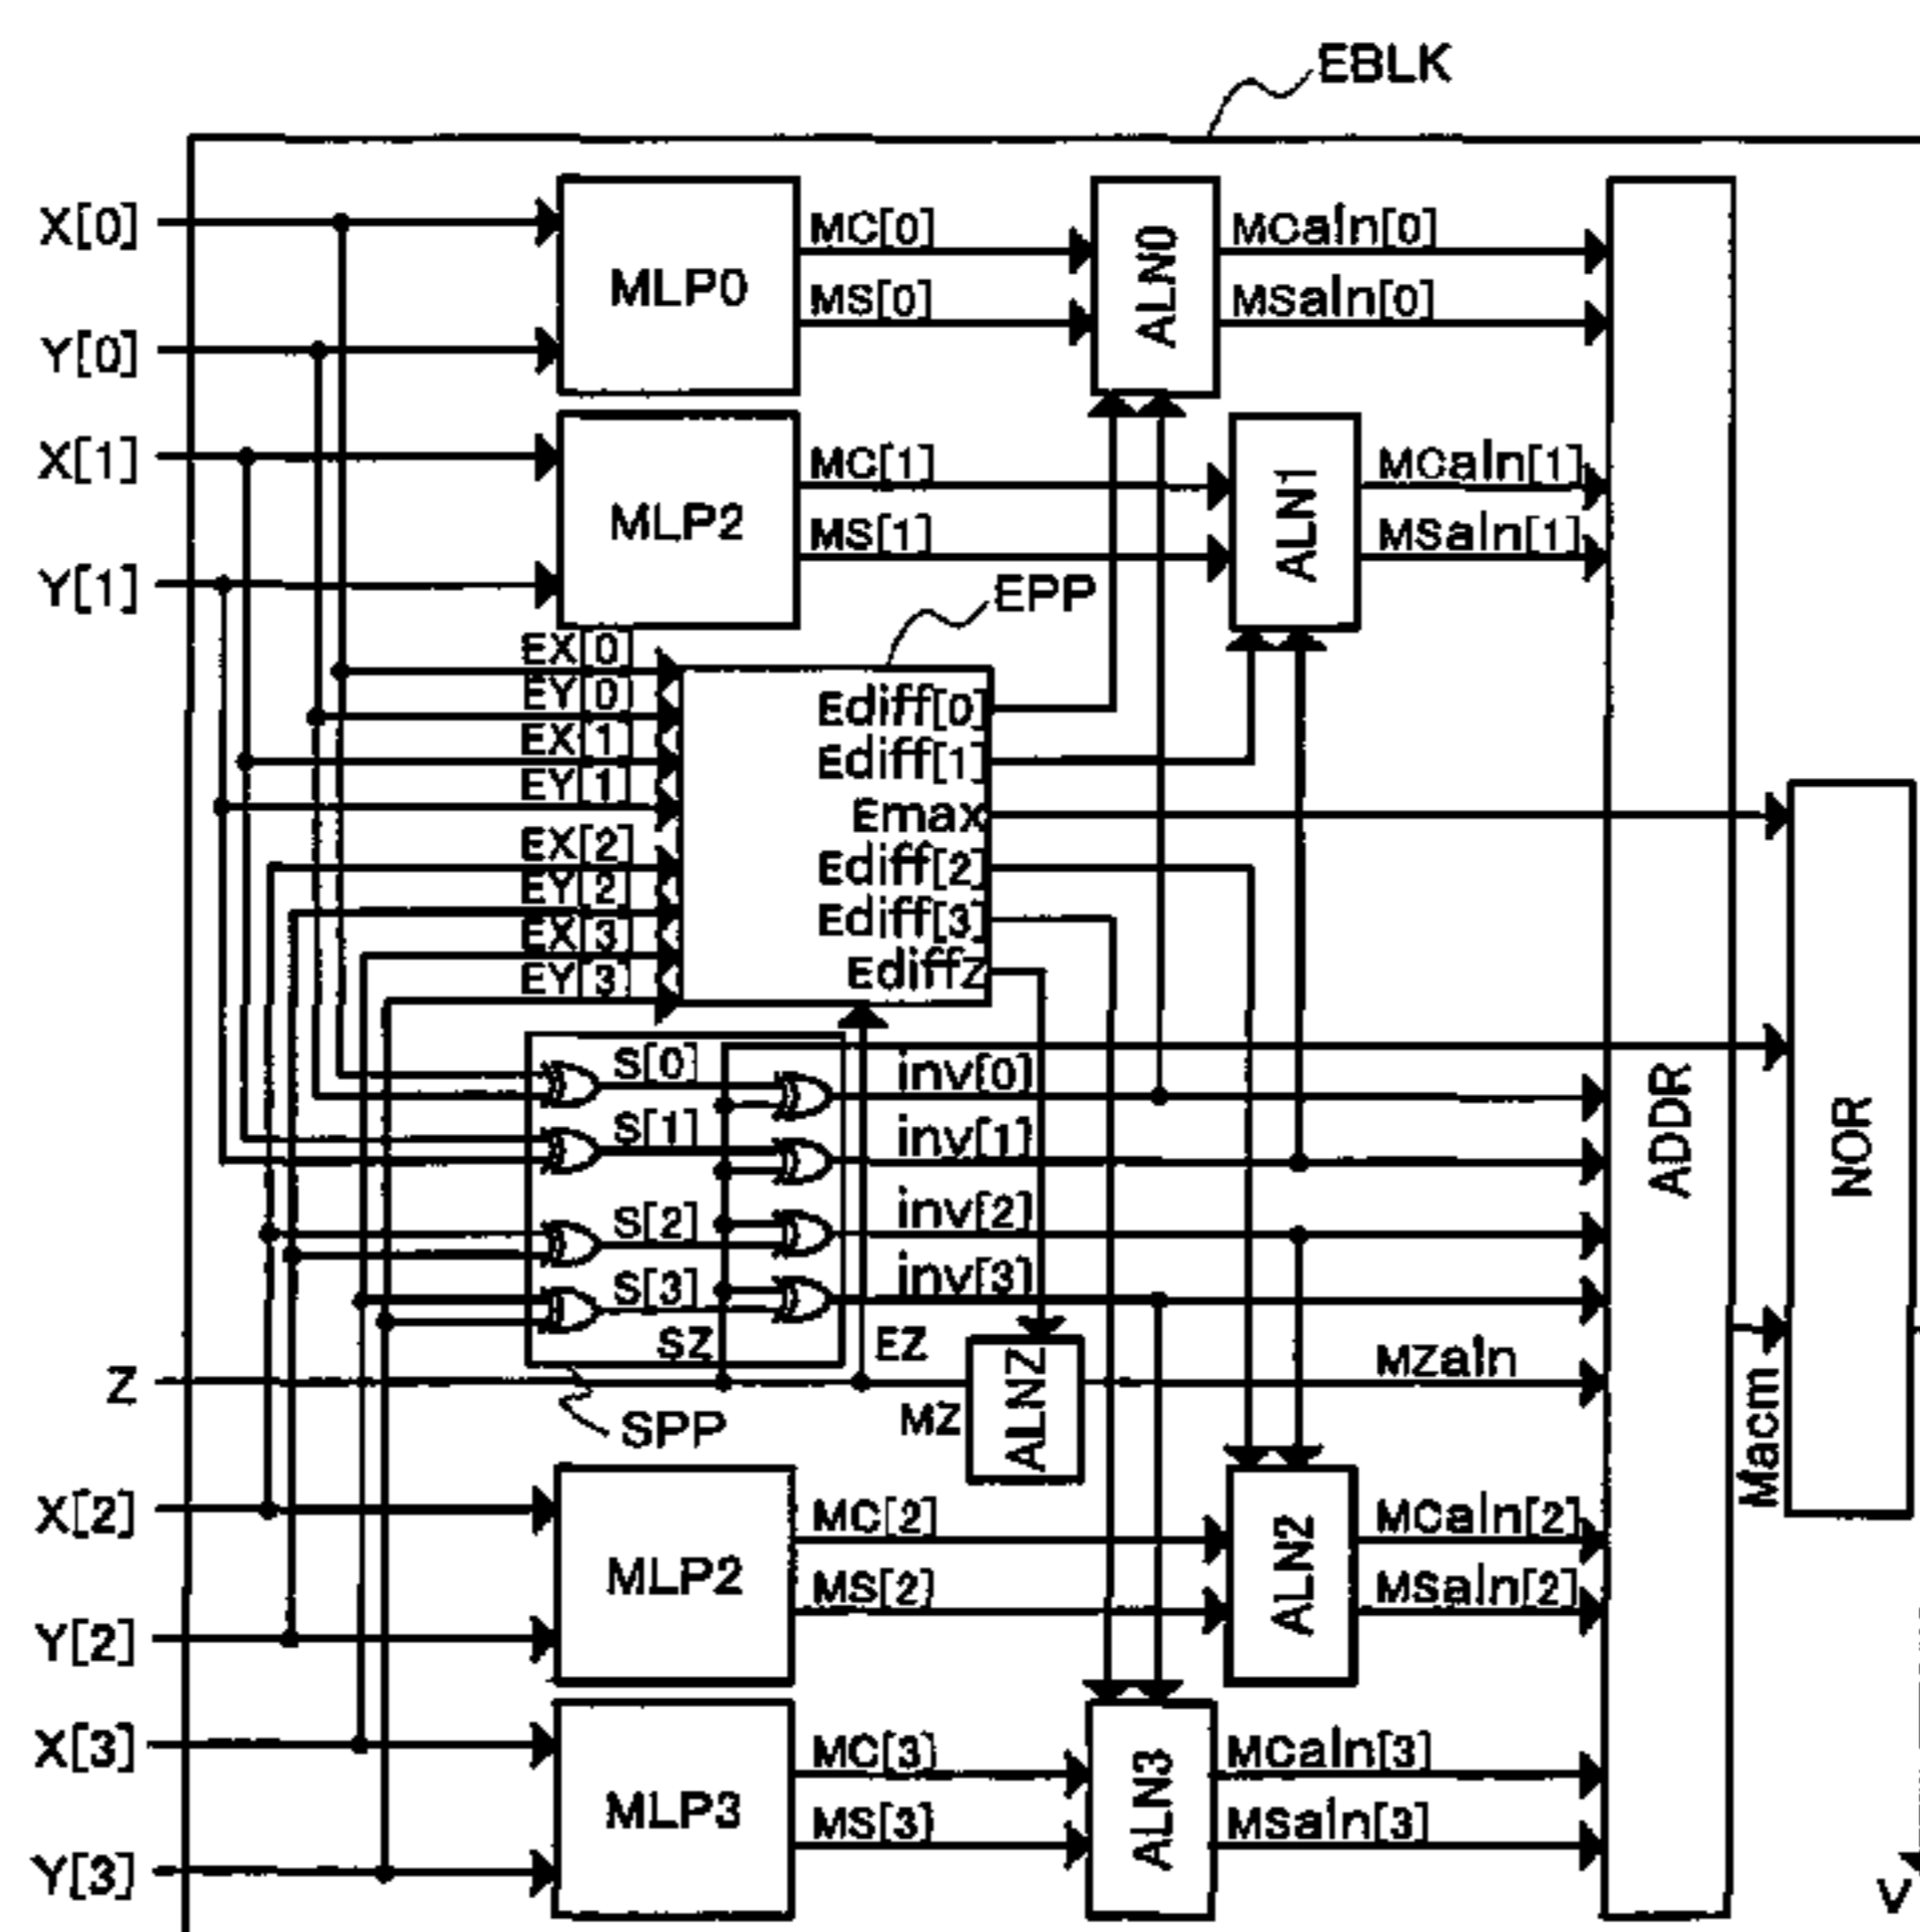 EBLK
X[0]
MLP0
MC[0]
MS[0]
ALN0
MCaln[0]
MSaln[0]
Y[0]
X[1]
MLP2
MC[1]
MS[1]
ALN1
MCaln[1]
MSaln[1]
Y[1]
EPP
EX[0]
EY[0]
EX[1]
EY[1]
EX[2]
EY[2]
EX[3]
EY[3]
Ediff[0]
Ediff[1]
Emax
Ediff[2]
Ediff[3]
EdiffZ
S[0]
S[1]
S[2]
S[3]
SZ
inv[0]
inv[1]
inv[2]
inv[3]
EZ
ADDR
NOR
Z
SPP
MZ
ALNZ
MZaln
Macm
X[2]
MLP2
MC[2]
MS[2]
ALN2
MCaln[2]
MSaln[2]
Y[2]
X[3]
MLP3
MC[3]
MS[3]
ALN3
MCaln[3]
MSaln[3]
Y[3]
V